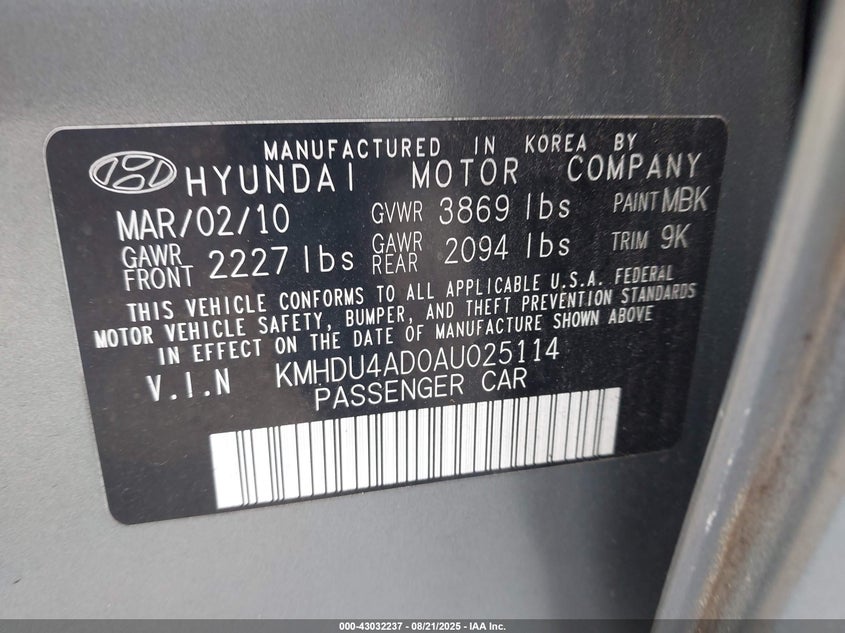 MANUFACTURED IN KOREA BY
HYUNDAI MOTOR COMPANY
MAR/02/10 GVWR 3869 lbs PAINT MBK
GAWR FRONT 2227 lbs GAWR REAR 2094 lbs TRIM 9K
THIS VEHICLE CONFORMS TO ALL APPLICABLE U.S.A. FEDERAL
MOTOR VEHICLE SAFETY, BUMPER, AND THEFT PREVENTION STANDARDS
IN EFFECT ON THE DATE OF MANUFACTURE SHOWN ABOVE
V.I.N KMHDU4AD0AU025114
PASSENGER CAR
000-43032237 - 08/21/2025 - IAA Inc.